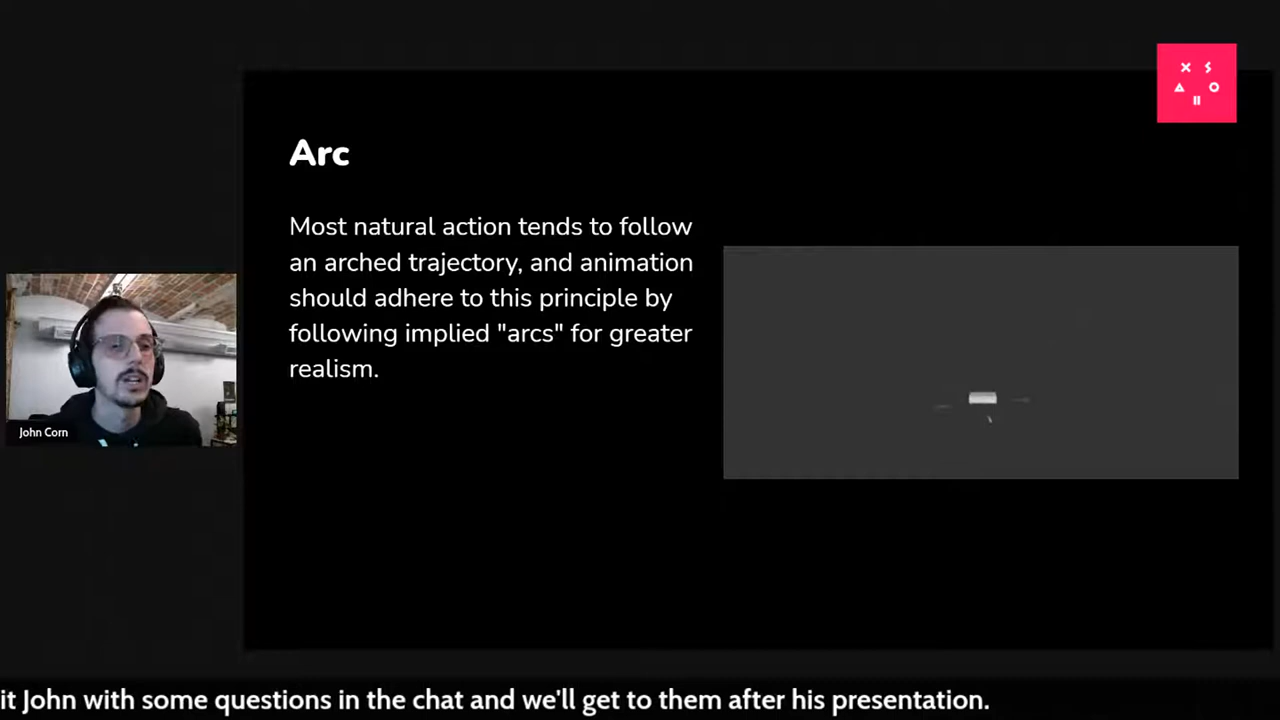 Arc
Most natural action tends to follow
an arched trajectory, and animation
should adhere to this principle by
following implied "arcs" for greater
realism.
John Corn
it John with some questions in the chat and we'll get to them after his presentation.